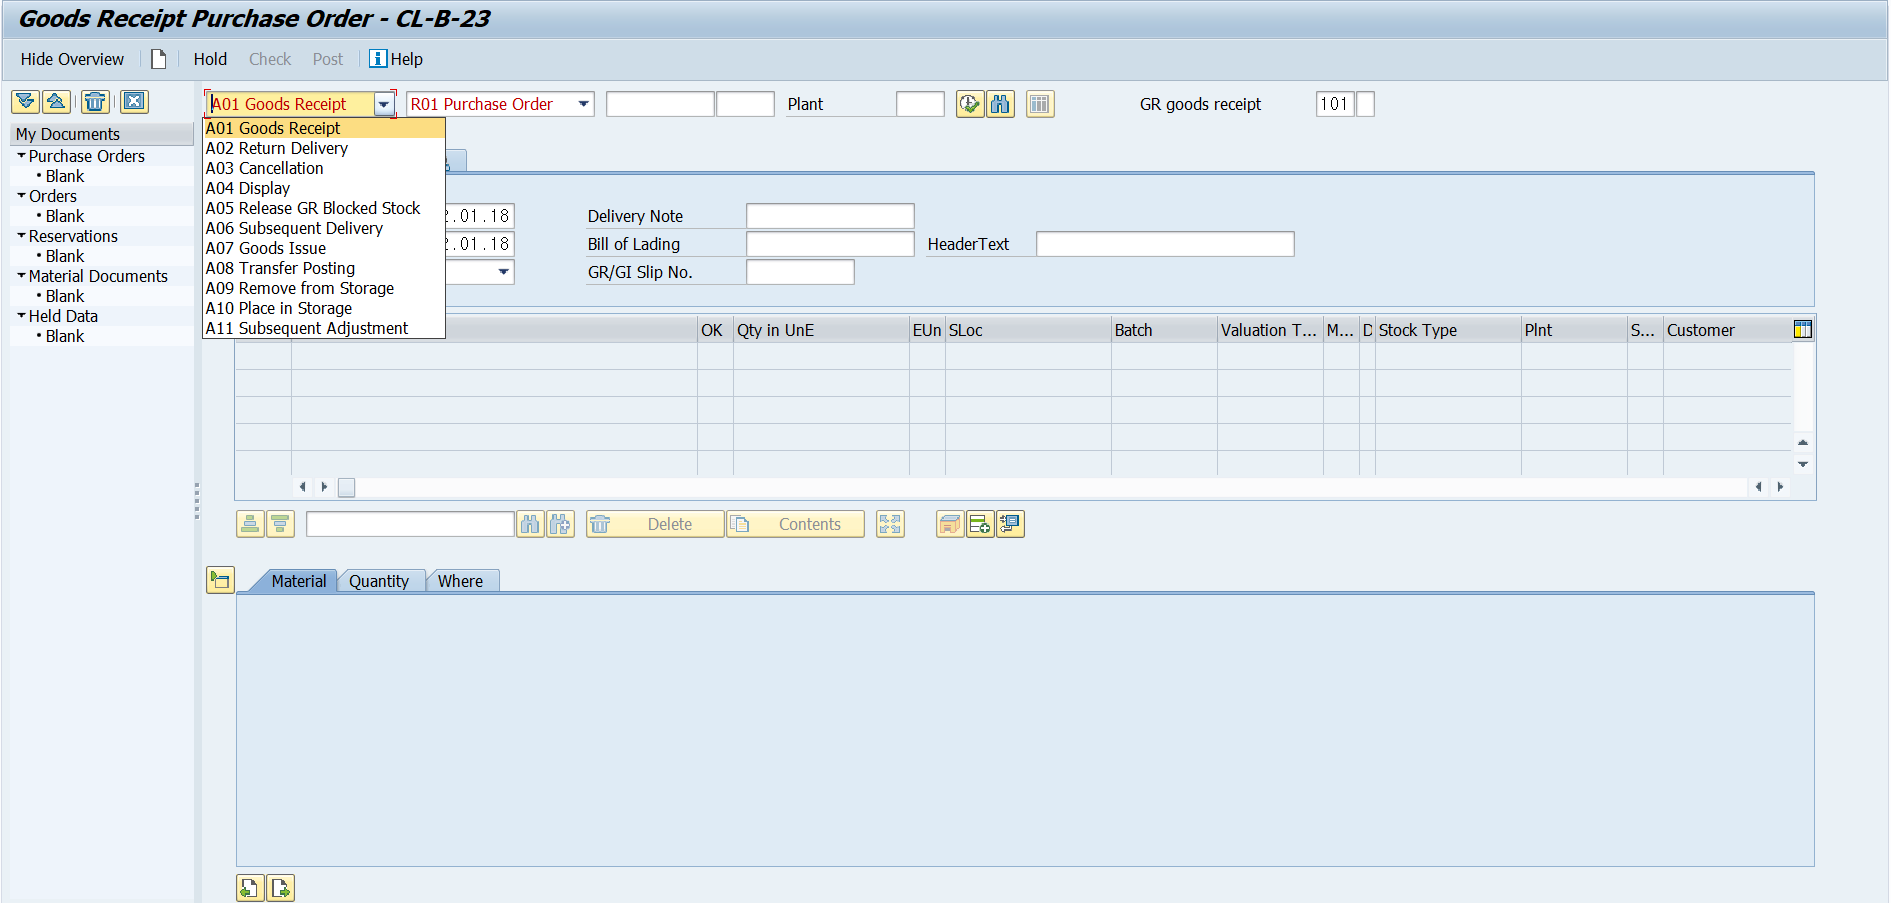 Goods Receipt Purchase Order - CL-B-23
Hide Overview Hold Check Post Help
A01 Goods Receipt R01 Purchase Order Plant GR goods receipt 101
My Documents
Purchase Orders
Blank
Orders
Blank
Reservations
Blank
Material Documents
Blank
Held Data
Blank
A01 Goods Receipt
A02 Return Delivery
A03 Cancellation
A04 Display
A05 Release GR Blocked Stock
A06 Subsequent Delivery
A07 Goods Issue
A08 Transfer Posting
A09 Remove from Storage
A10 Place in Storage
A11 Subsequent Adjustment
.01.18 Delivery Note
.01.18 Bill of Lading HeaderText
GR/GI Slip No.
OK Qty in UnE EUn SLoc Batch Valuation T... M... D Stock Type Plnt S... Customer
Delete Contents
Material Quantity Where